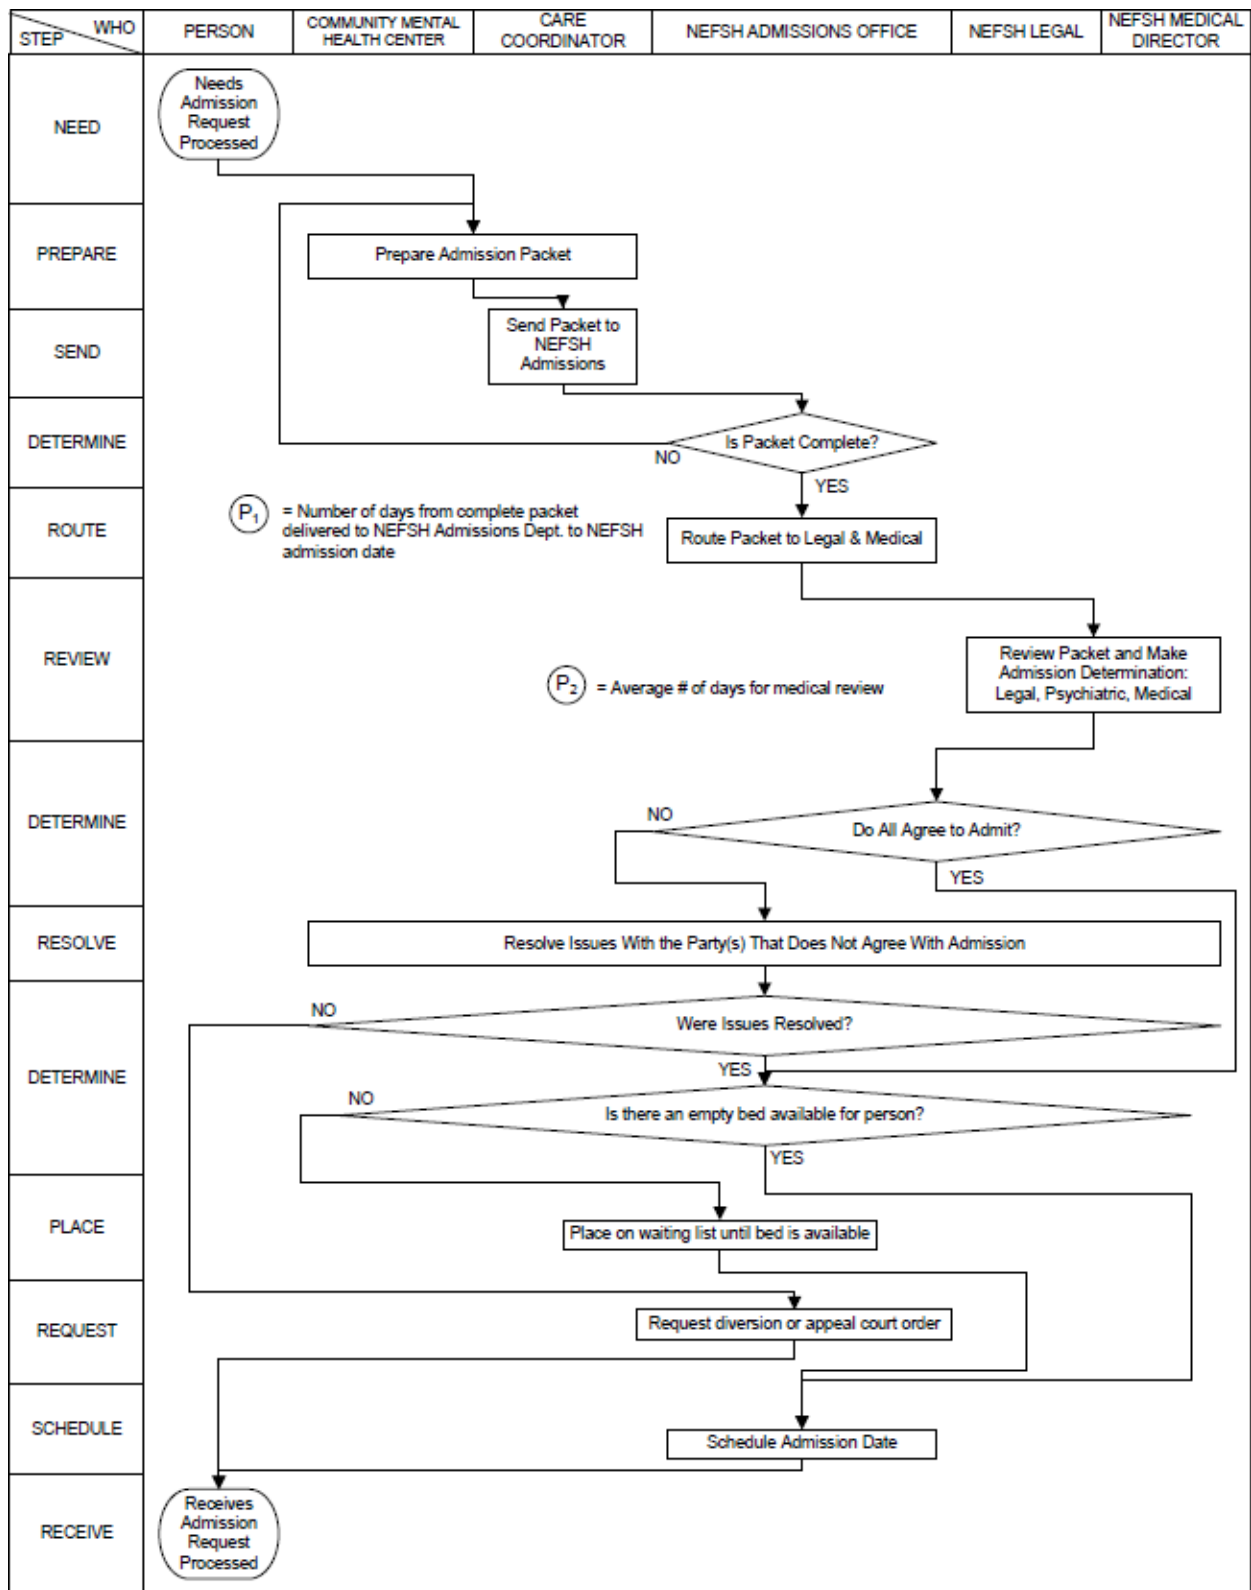 WHO
STEP
PERSON
COMMUNITY MENTAL
HEALTH CENTER
CARE
COORDINATOR
NEFSH ADMISSIONS OFFICE
NEFSH LEGAL
NEFSH MEDICAL
DIRECTOR
NEED
Needs
Admission
Request
Processed
PREPARE
Prepare Admission Packet
SEND
Send Packet to
NEFSH
Admissions
DETERMINE
Is Packet Complete?
NO
YES
ROUTE
P₁ = Number of days from complete packet
delivered to NEFSH Admissions Dept. to NEFSH
admission date
Route Packet to Legal & Medical
REVIEW
Review Packet and Make
Admission Determination:
Legal, Psychiatric, Medical
P₂ = Average # of days for medical review
DETERMINE
NO
Do All Agree to Admit?
YES
RESOLVE
Resolve Issues With the Party(s) That Does Not Agree With Admission
DETERMINE
NO
Were Issues Resolved?
YES
NO
Is there an empty bed available for person?
YES
PLACE
Place on waiting list until bed is available
REQUEST
Request diversion or appeal court order
SCHEDULE
Schedule Admission Date
RECEIVE
Receives
Admission
Request
Processed